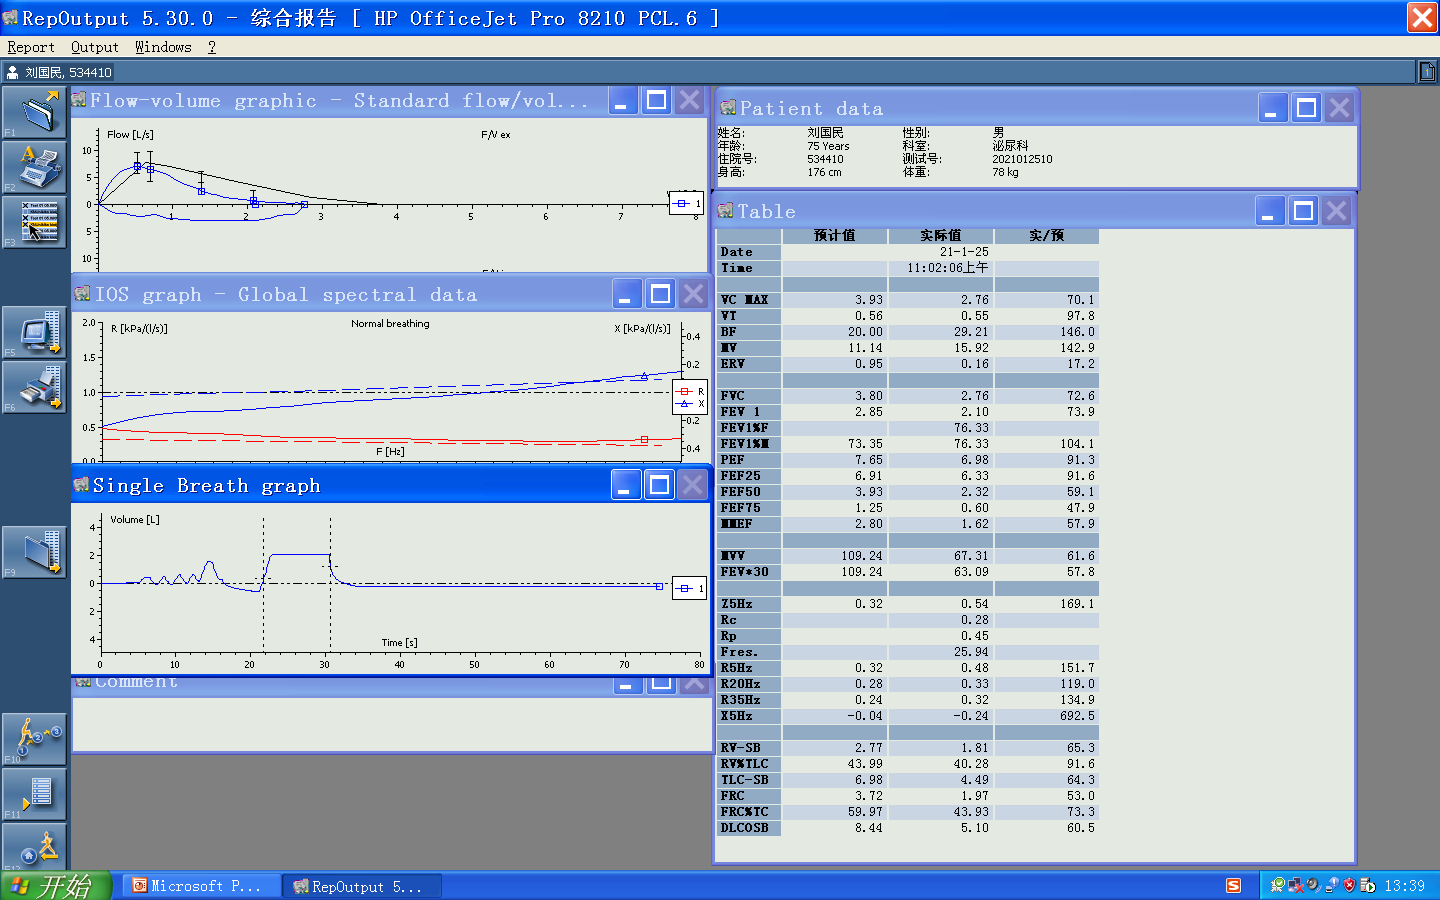 RepOutput 5.30.0 - 综合报告 [ HP OfficeJet Pro 8210 PCL.6 ]
Report Output Windows ?
刘国民, 534410
F1
F2
F3
F5
F6
F9
F10
F11
F12
Flow-volume graphic - Standard flow/vol...
Flow [L/s] F/V ex
10
5
0
1 2 3 4 5 6 7 8
5
10
1
IOS graph - Global spectral data
2.0 R [kPa/(l/s)] Normal breathing X [kPa/(l/s)]
0.4
1.5
0.2
1.0
R
X
0.5 0.2
F [Hz] 0.4
0.0
Single Breath graph
Volume [L]
4
2
0
2
4
1
Time [s]
0 10 20 30 40 50 60 70 80
Comment
Patient data
姓名: 刘国民 性别: 男
年龄: 75 Years 科室: 泌尿科
住院号: 534410 测试号: 2021012510
身高: 176 cm 体重: 78 kg
Table
预计值 实际值 实/预
Date 21-1-25
Time 11:02:06上午
VC MAX 3.93 2.76 70.1
VT 0.56 0.55 97.8
BF 20.00 29.21 146.0
MV 11.14 15.92 142.9
ERV 0.95 0.16 17.2
FVC 3.80 2.76 72.6
FEV 1 2.85 2.10 73.9
FEV1%F 76.33
FEV1%M 73.35 76.33 104.1
PEF 7.65 6.98 91.3
FEF25 6.91 6.33 91.6
FEF50 3.93 2.32 59.1
FEF75 1.25 0.60 47.9
MMEF 2.80 1.62 57.9
MVV 109.24 67.31 61.6
FEV*30 109.24 63.09 57.8
Z5Hz 0.32 0.54 169.1
Rc 0.28
Rp 0.45
Fres. 25.94
R5Hz 0.32 0.48 151.7
R20Hz 0.28 0.33 119.0
R35Hz 0.24 0.32 134.9
X5Hz -0.04 -0.24 692.5
RV-SB 2.77 1.81 65.3
RV%TLC 43.99 40.28 91.6
TLC-SB 6.98 4.49 64.3
FRC 3.72 1.97 53.0
FRC%TC 59.97 43.93 73.3
DLCOSB 8.44 5.10 60.5
开始 Microsoft P... RepOutput 5... 13:39